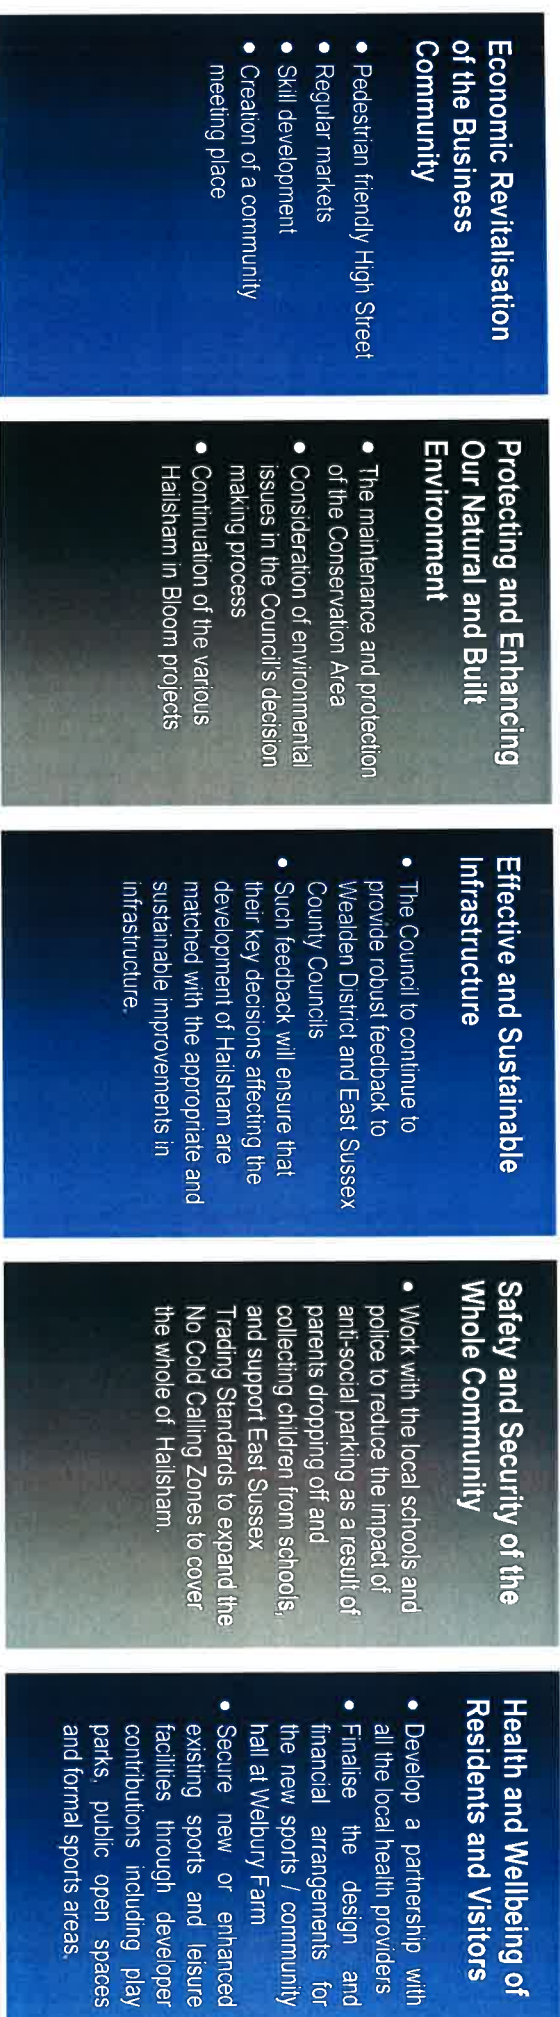 Economic Revitalisation
of the Business
Community
• Pedestrian friendly High Street
• Regular markets
• Skill development
• Creation of a community
meeting place
Protecting and Enhancing
Our Natural and Built
Environment
• The maintenance and protection
of the Conservation Area
• Consideration of environmental
issues in the Council's decision
making process
• Continuation of the various
Hailsham in Bloom projects
Effective and Sustainable
Infrastructure
• The Council to continue to
provide robust feedback to
Wealden District and East Sussex
County Councils
• Such feedback will ensure that
their key decisions affecting the
development of Hailsham are
matched with the appropriate and
sustainable improvements in
infrastructure.
Safety and Security of the
Whole Community
• Work with the local schools and
police to reduce the impact of
anti-social parking as a result of
parents dropping off and
collecting children from schools,
and support East Sussex
Trading Standards to expand the
No Cold Calling Zones to cover
the whole of Hailsham.
Health and Wellbeing of
Residents and Visitors
• Develop a partnership with
all the local health providers
• Finalise the design and
financial arrangements for
the new sports / community
hall at Welbury Farm
• Secure new or enhanced
existing sports and leisure
facilities through developer
contributions including play
parks, public open spaces
and formal sports areas.